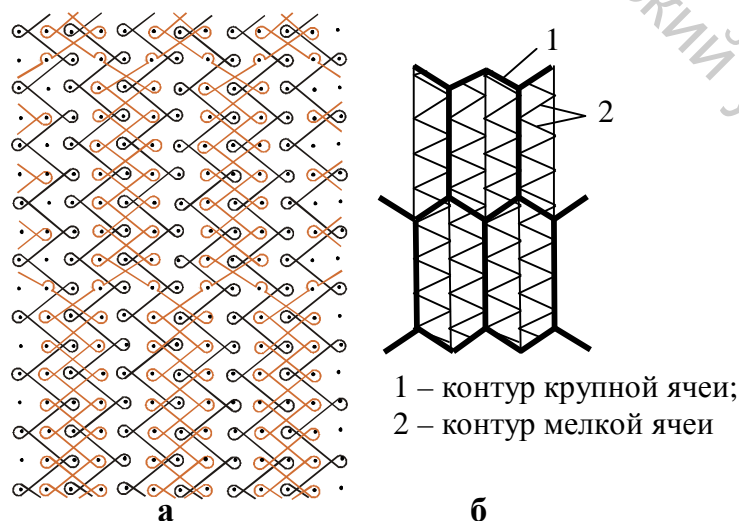 1
2
1 – контур крупной ячеи;
2 – контур мелкой ячеи
а
б